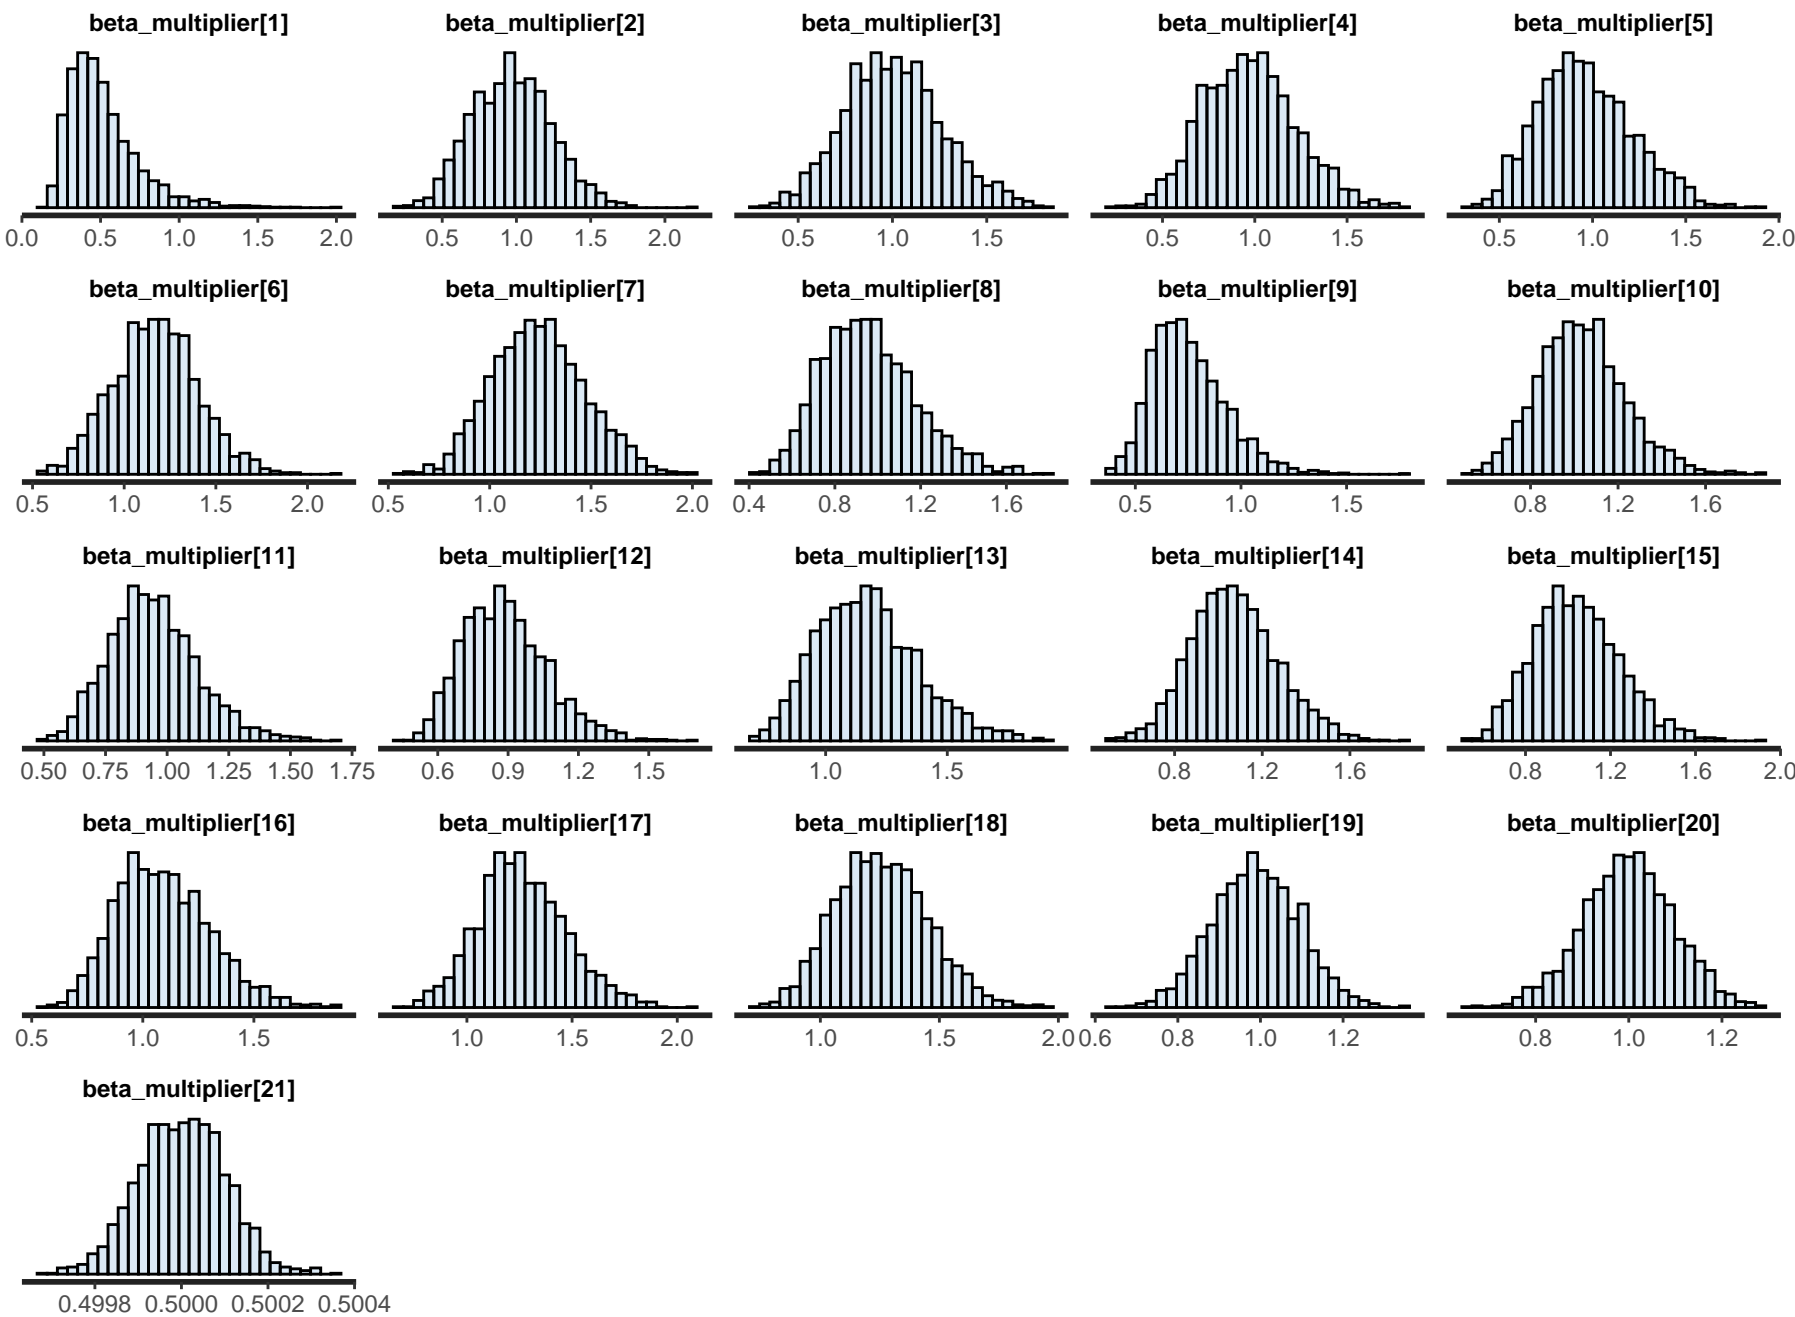 beta_multiplier[1] beta_multiplier[2] beta_multiplier[3] beta_multiplier[4] beta_multiplier[5]
0.0 0.5 1.0 1.5 2.0 0.5 1.0 1.5 2.0 0.5 1.0 1.5 0.5 1.0 1.5 0.5 1.0 1.5 2.0
beta_multiplier[6] beta_multiplier[7] beta_multiplier[8] beta_multiplier[9] beta_multiplier[10]
0.5 1.0 1.5 2.0 0.5 1.0 1.5 2.0 0.4 0.8 1.2 1.6 0.5 1.0 1.5 0.8 1.2 1.6
beta_multiplier[11] beta_multiplier[12] beta_multiplier[13] beta_multiplier[14] beta_multiplier[15]
0.50 0.75 1.00 1.25 1.50 1.75 0.6 0.9 1.2 1.5 1.0 1.5 0.8 1.2 1.6 0.8 1.2 1.6 2.0
beta_multiplier[16] beta_multiplier[17] beta_multiplier[18] beta_multiplier[19] beta_multiplier[20]
0.5 1.0 1.5 1.0 1.5 2.0 1.0 1.5 2.0 0.6 0.8 1.0 1.2 0.8 1.0 1.2
beta_multiplier[21]
0.4998 0.5000 0.5002 0.5004